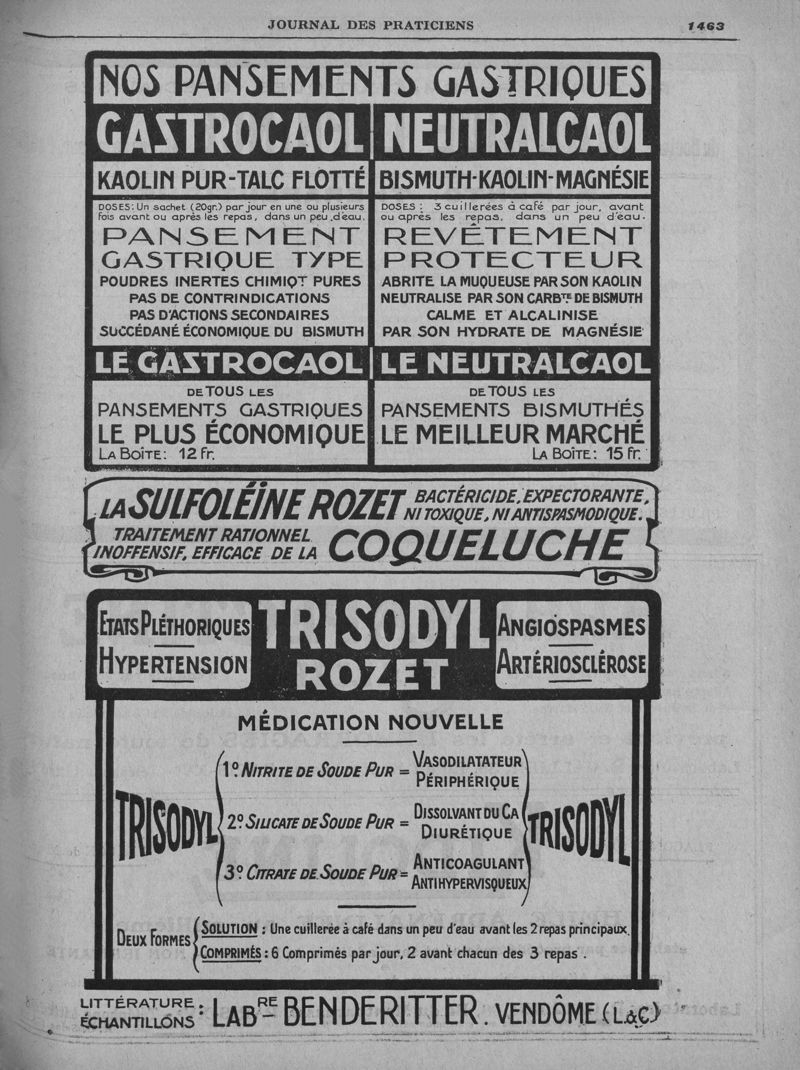 JOURNAL DES PRATICIENS 1463
NOS PANSEMENTS GASTRIQUES
GASTROCAOL
KAOLIN PUR-TALC FLOTTÉ
DOSES: Un sachet (20gr.) par jour en une ou plusieurs
fois avant ou après les repas, dans un peu d'eau.
PANSEMENT
GASTRIQUE TYPE
POUDRES INERTES CHIMIQT PURES
PAS DE CONTRINDICATIONS
PAS D'ACTIONS SECONDAIRES
SUCCÉDANÉ ÉCONOMIQUE DU BISMUTH
LE GASTROCAOL
DE TOUS LES
PANSEMENTS GASTRIQUES
LE PLUS ÉCONOMIQUE
LA BOÎTE: 12 Fr.
NEUTRALCAOL
BISMUTH-KAOLIN-MAGNÉSIE
DOSES: 3 cuillerées à café par jour, avant
ou après les repas, dans un peu d'eau.
REVÊTEMENT
PROTECTEUR
ABRITE LA MUQUEUSE PAR SON KAOLIN
NEUTRALISE PAR SON CARBTE DE BISMUTH
CALME ET ALCALINISE
PAR SON HYDRATE DE MAGNÉSIE
LE NEUTRALCAOL
DE TOUS LES
PANSEMENTS BISMUTHÉS
LE MEILLEUR MARCHÉ
LA BOÎTE: 15 fr.
LA SULFOLÉÏNE ROZET BACTÉRICIDE, EXPECTORANTE,
NI TOXIQUE, NI ANTISPASMODIQUE.
TRAITEMENT RATIONNEL
INOFFENSIF, EFFICACE DE LA COQUELUCHE
ETATS PLÉTHORIQUES
HYPERTENSION
TRISODYL
ROZET
ANGIOSPASMES
ARTÉRIOSCLÉROSE
MÉDICATION NOUVELLE
TRISODYL
1º NITRITE DE SOUDE PUR = VASODILATATEUR
PÉRIPHÉRIQUE
2º SILICATE DE SOUDE PUR = DISSOLVANT DU CA
DIURÉTIQUE
3º CITRATE DE SOUDE PUR = ANTICOAGULANT
ANTIHYPERVISQUEUX
TRISODYL
DEUX FORMES
SOLUTION : Une cuillerée à café dans un peu d'eau avant les 2 repas principaux.
COMPRIMÉS : 6 Comprimés par jour, 2 avant chacun des 3 repas.
LITTÉRATURE:
ÉCHANTILLONS: LABRE BENDERITTER. VENDÔME (L.&C.)